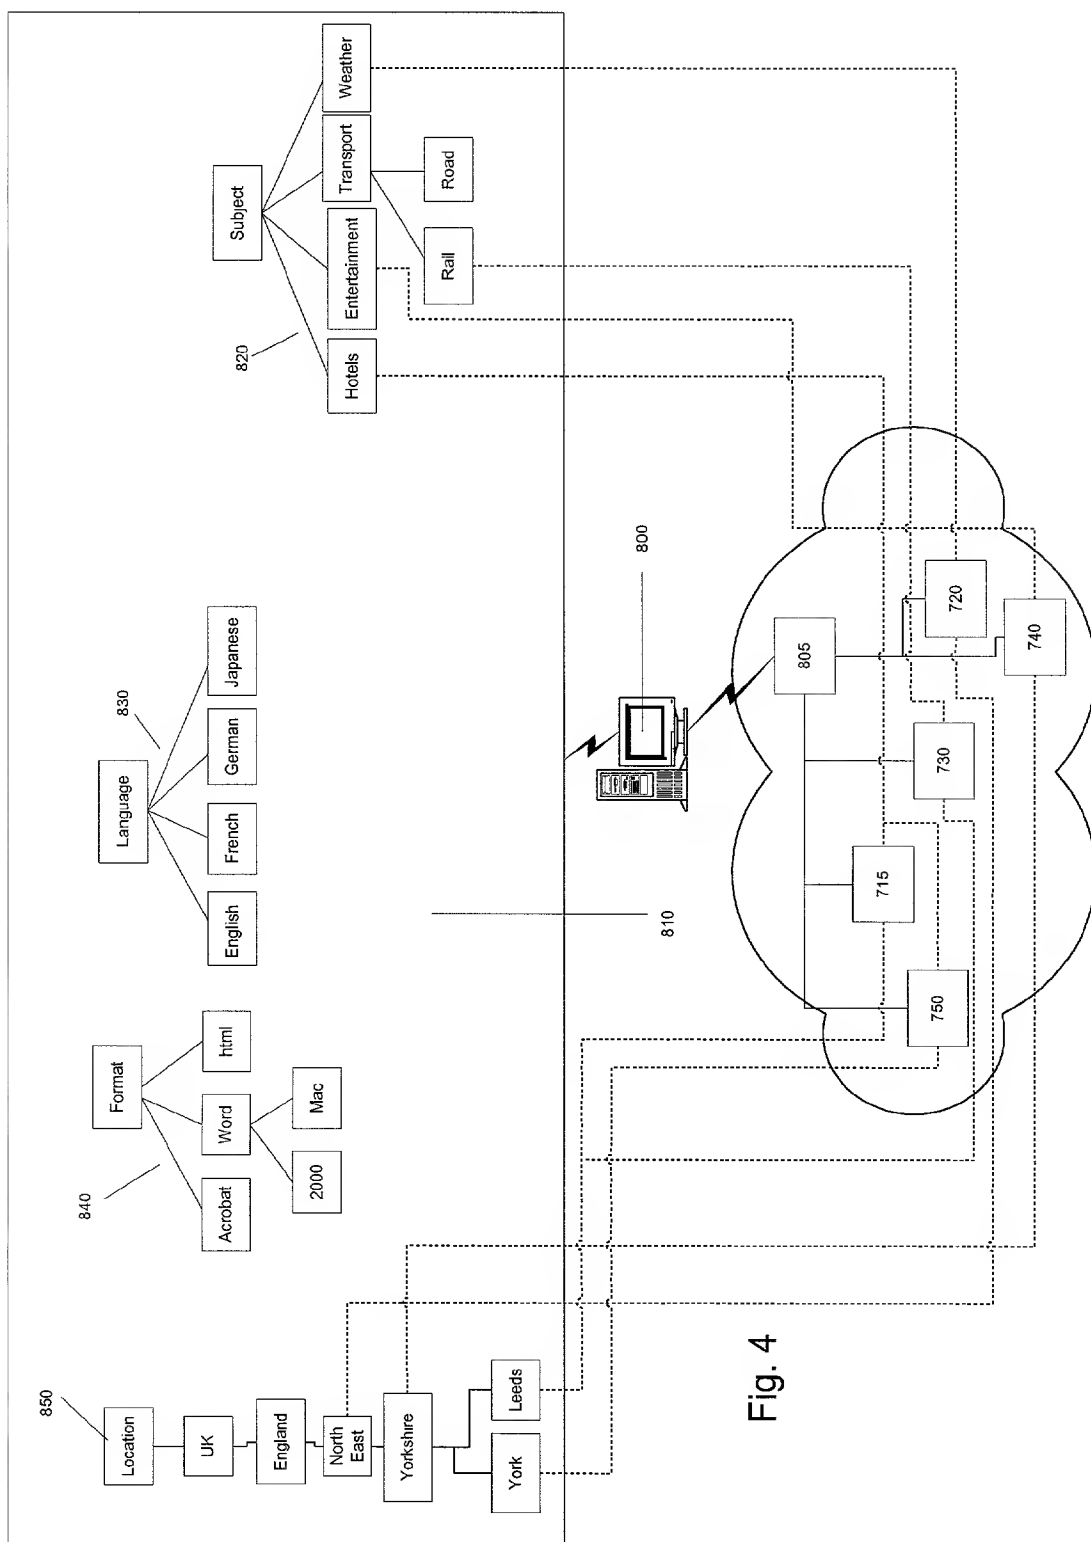 850
Location
UK
England
North
East
Yorkshire
York
Leeds
840
Format
Acrobat
Word
html
2000
Mac
830
Language
English
French
German
Japanese
820
Subject
Hotels
Entertainment
Transport
Weather
Rail
Road
810
800
805
750
715
730
720
740
Fig. 4